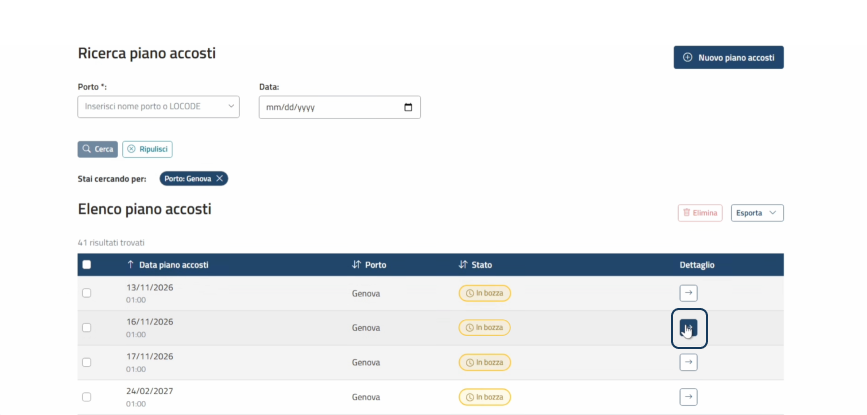 Ricerca piano accosti
Nuovo piano accosti
Porto *:
Data:
Inserisci nome porto o LOCODE
mm/dd/yyyy
Cerca
Ripulisci
Stai cercando per: Porto: Genova
Elenco piano accosti
Elimina
Esporta
41 risultati trovati
Data piano accosti Porto Stato Dettaglio
13/11/2026
01:00
Genova
In bozza
16/11/2026
01:00
Genova
In bozza
17/11/2026
01:00
Genova
In bozza
24/02/2027
01:00
Genova
In bozza